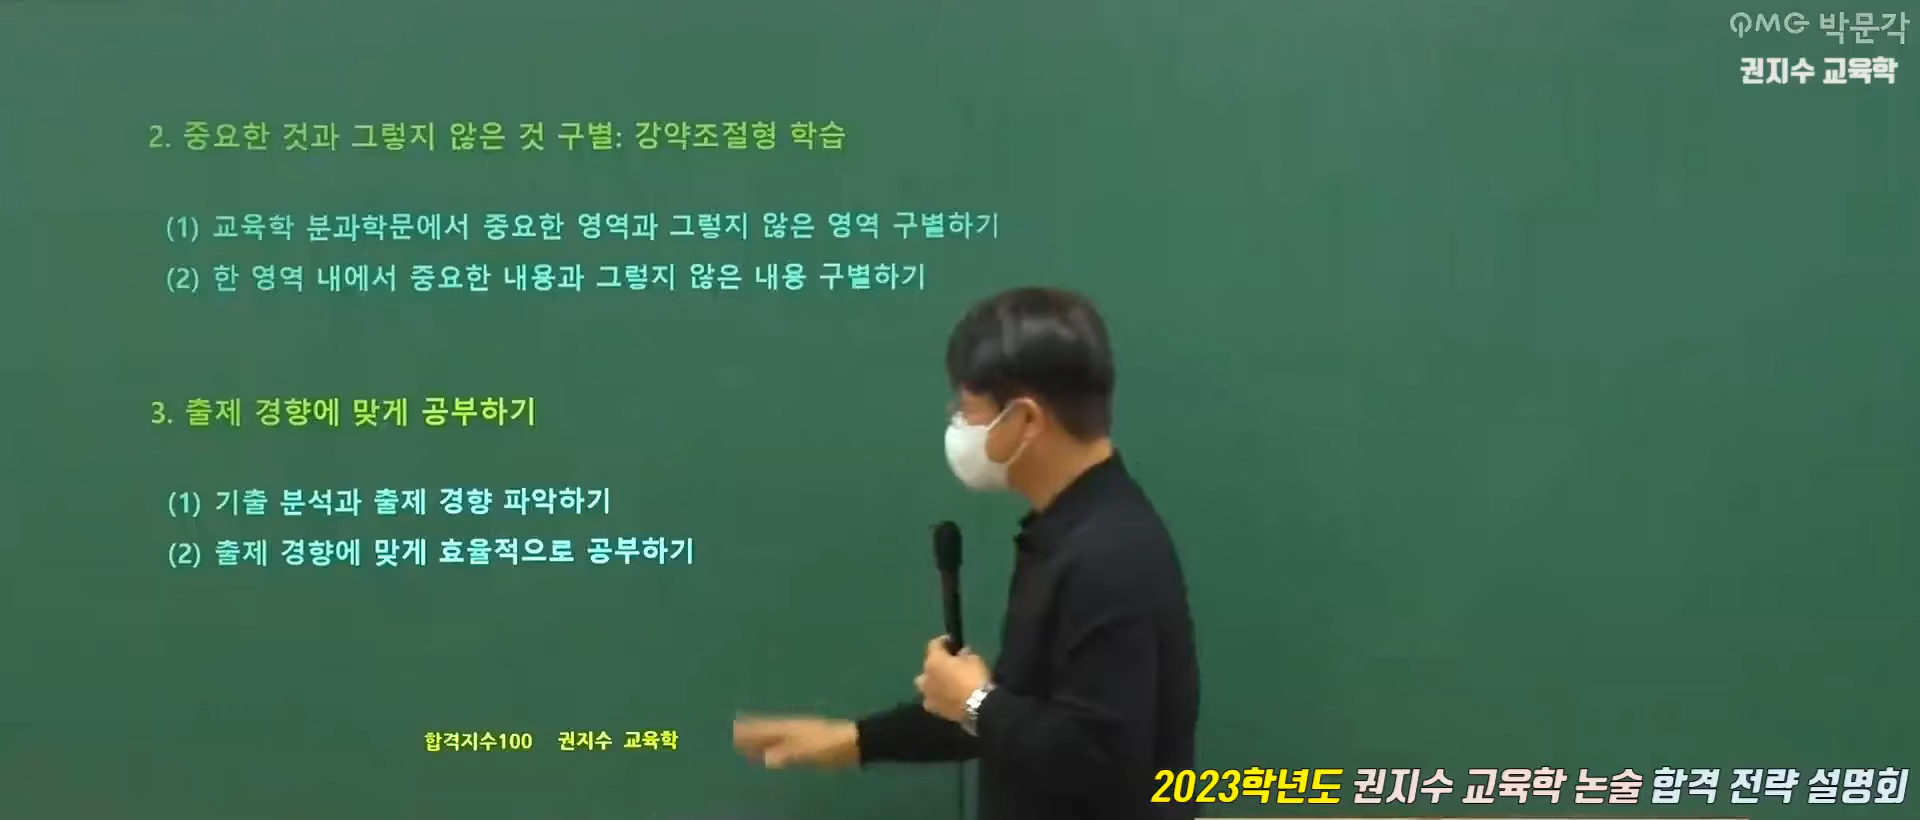 PMG 박문각
권지수 교육학
2. 중요한 것과 그렇지 않은 것 구별: 강약조절형 학습
(1) 교육학 분과학문에서 중요한 영역과 그렇지 않은 영역 구별하기
(2) 한 영역 내에서 중요한 내용과 그렇지 않은 내용 구별하기
3. 출제 경향에 맞게 공부하기
(1) 기출 분석과 출제 경향 파악하기
(2) 출제 경향에 맞게 효율적으로 공부하기
합격지수100 권지수 교육학
2023학년도 권지수 교육학 논술 합격 전략 설명회